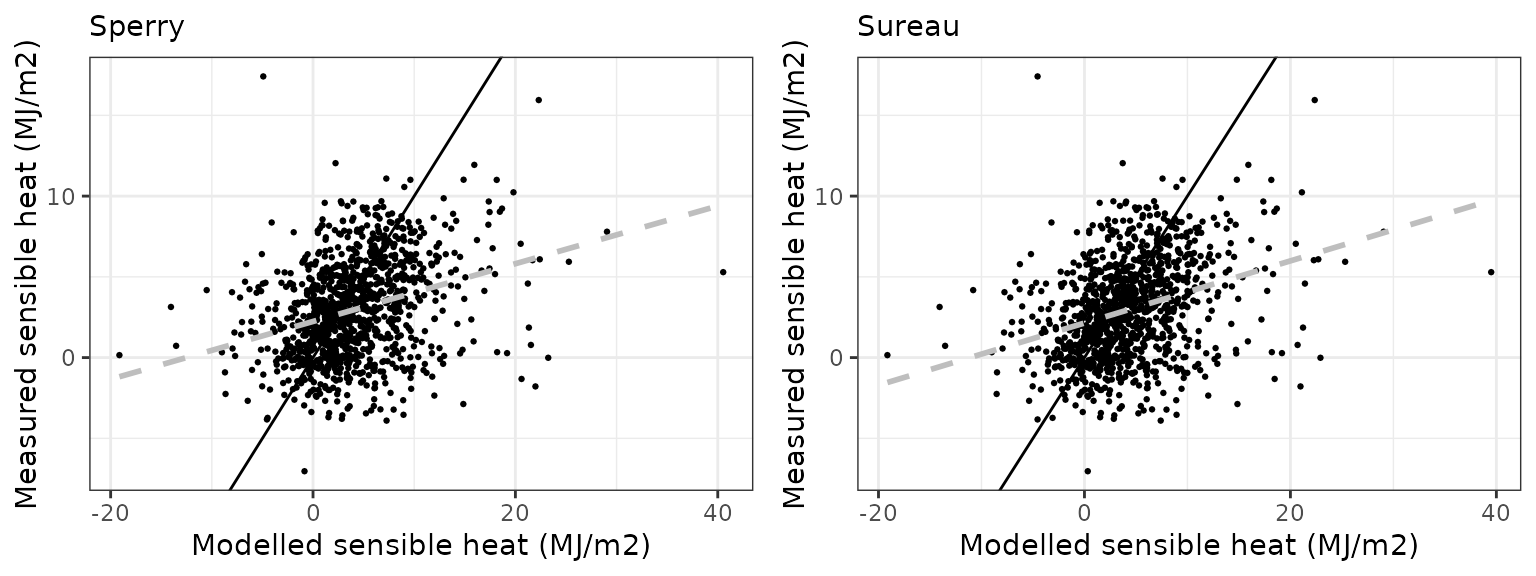 Sperry
Measured sensible heat (MJ/m2)
10
0
-20 0 20 40
Modelled sensible heat (MJ/m2)
Sureau
Measured sensible heat (MJ/m2)
10
0
-20 0 20 40
Modelled sensible heat (MJ/m2)